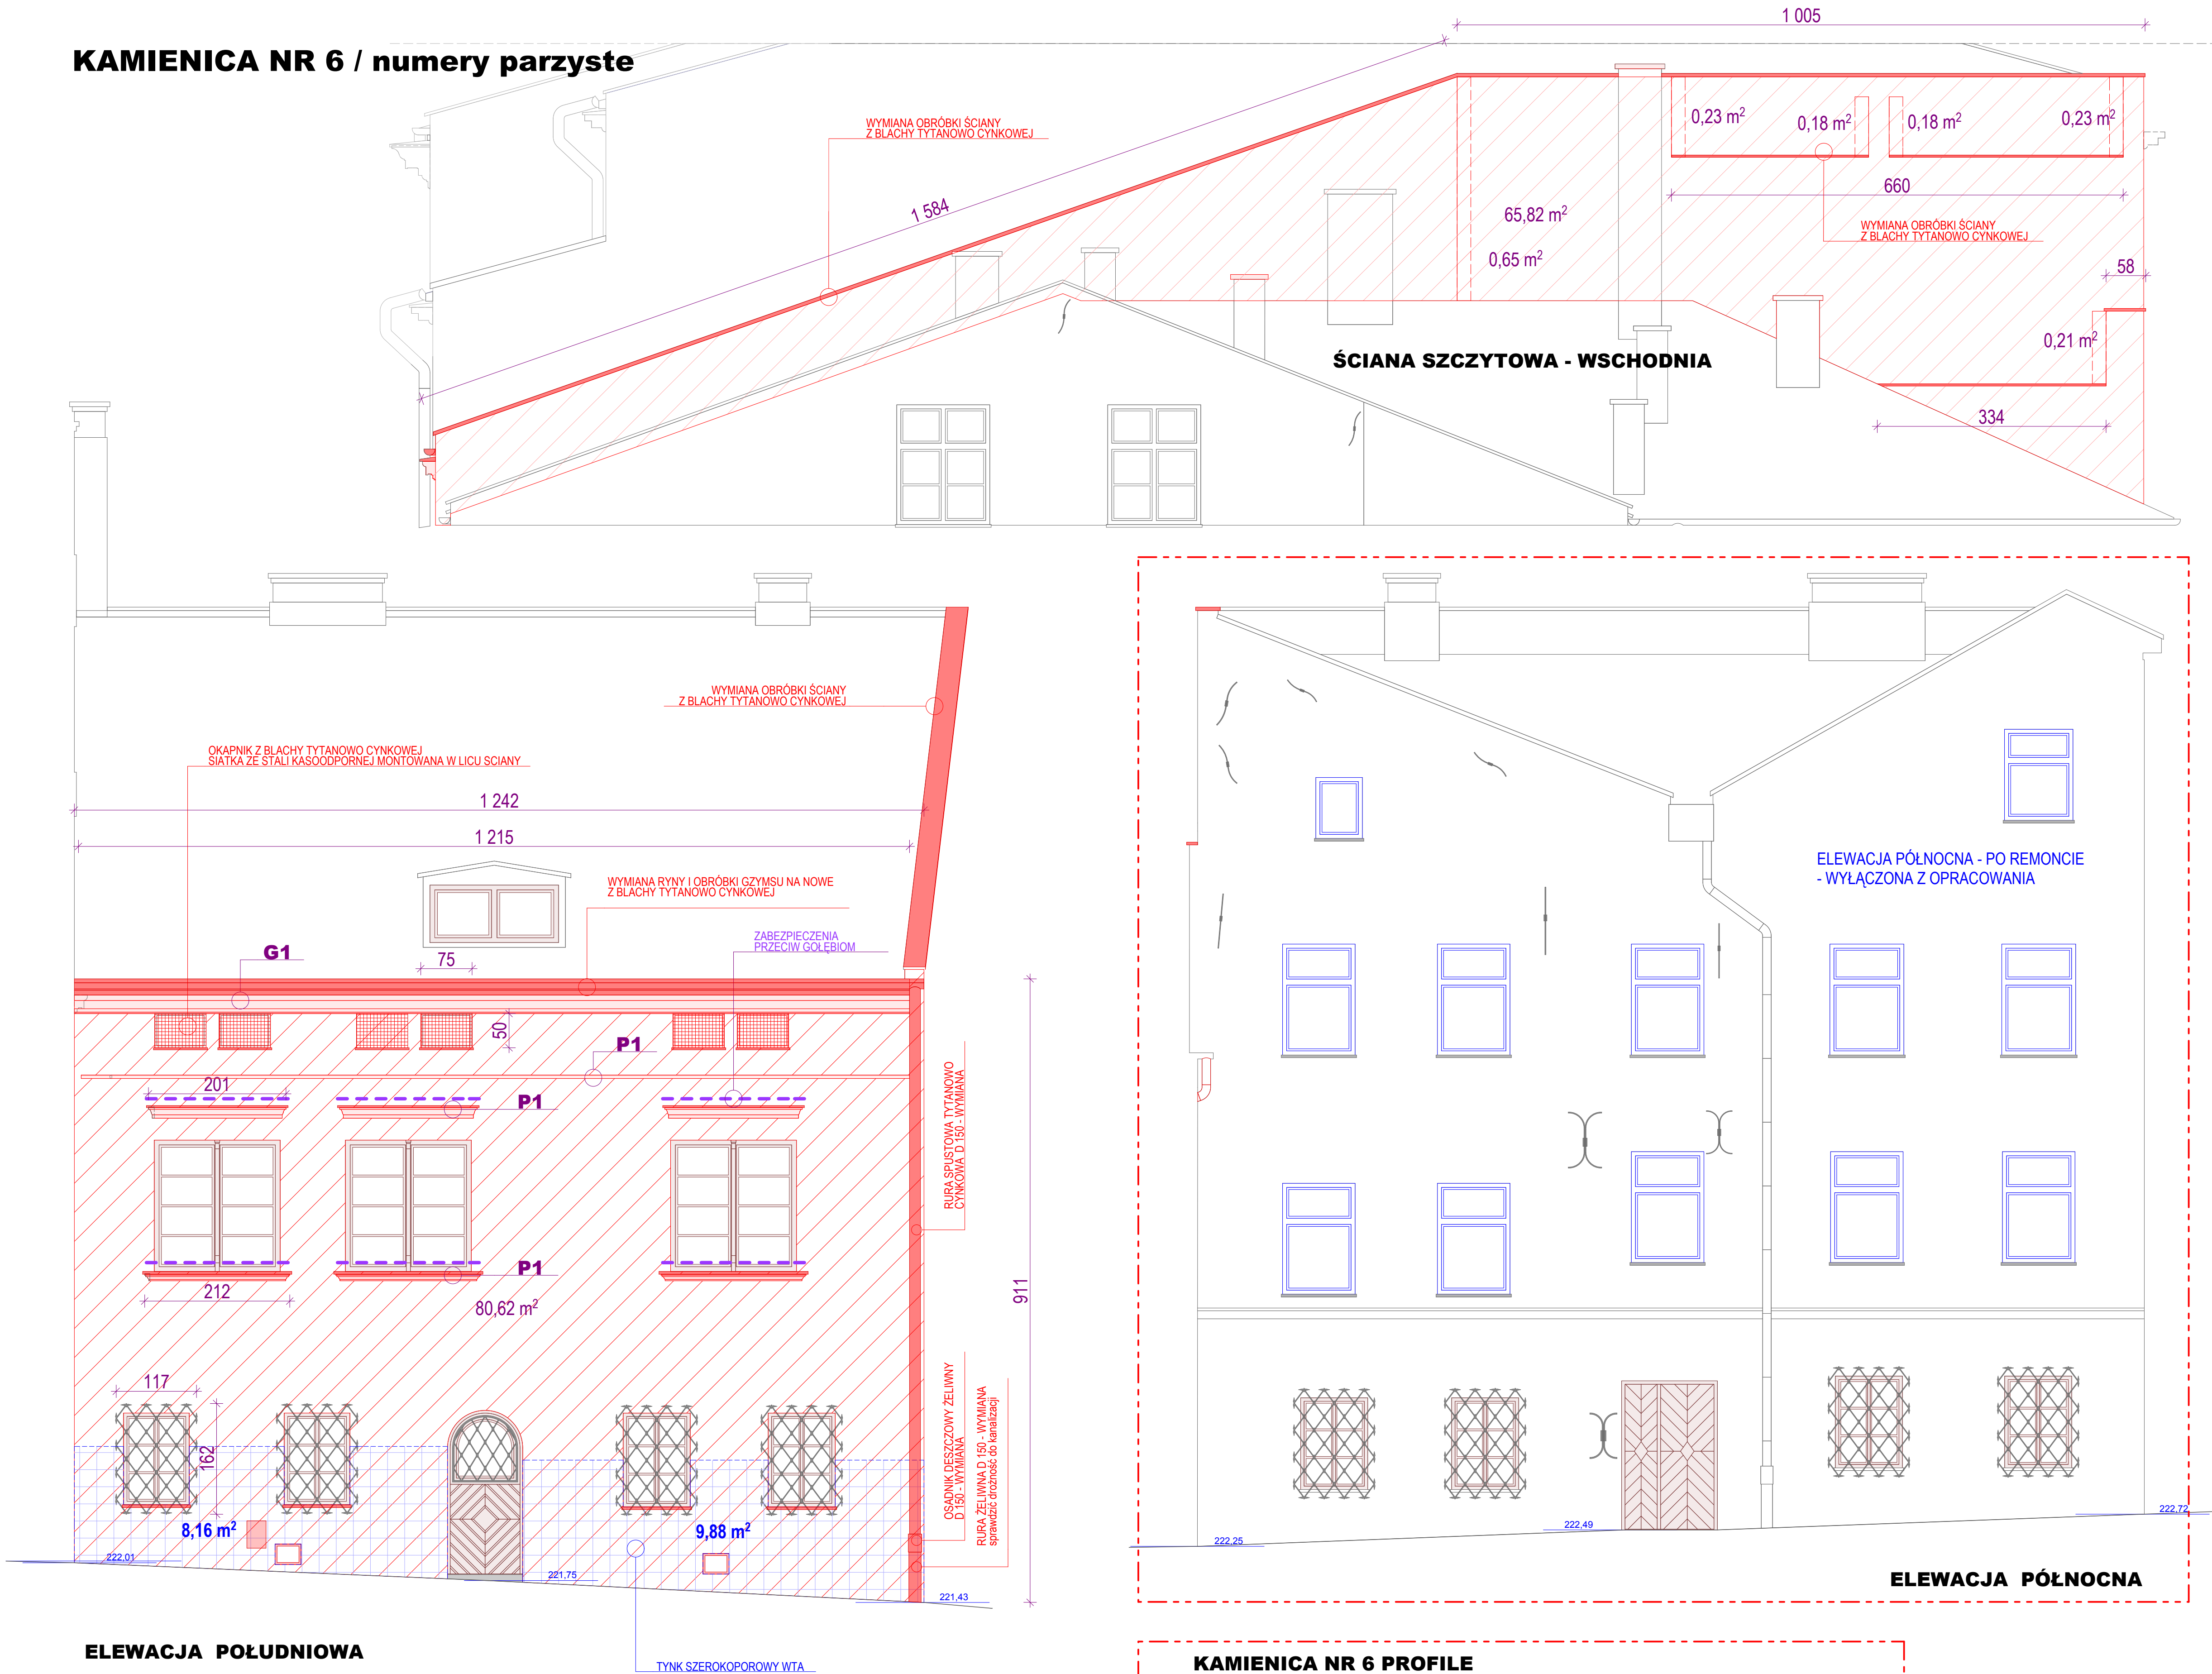 KAMIENICA NR 6 / numery parzyste
1 005
WYMIANA OBRÓBKI ŚCIANY
Z BLACHY TYTANOWO CYNKOWEJ
1 584
0,23 m²
0,18 m²
0,18 m²
0,23 m²
660
65,82 m²
0,65 m²
WYMIANA OBRÓBKI ŚCIANY
Z BLACHY TYTANOWO CYNKOWEJ
58
0,21 m²
334
ŚCIANA SZCZYTOWA - WSCHODNIA
WYMIANA OBRÓBKI ŚCIANY
Z BLACHY TYTANOWO CYNKOWEJ
OKAPNIK Z BLACHY TYTANOWO CYNKOWEJ
SIATKA ZE STALI KASOODPORNEJ MONTOWANA W LICU SCIANY
1 242
1 215
WYMIANA RYNY I OBRÓBKI GZYMSU NA NOWE
Z BLACHY TYTANOWO CYNKOWEJ
ZABEZPIECZENIA
PRZECIW GOŁĘBIOM
G1
75
50
P1
201
P1
RURA SPUSTOWA TYTANOWO
CYNKOWA D 150 - WYMIANA
P1
212
80,62 m²
911
117
162
OSADNIK DESZCZOWY ŻELIWNY
D 150 - WYMIANA
RURA ŻELIWNA D 150 - WYMIANA
sprawdzić drożność do kanalizacji
8,16 m²
9,88 m²
222,01
221,75
221,43
ELEWACJA POŁUDNIOWA
TYNK SZEROKOPOROWY WTA
ELEWACJA PÓŁNOCNA - PO REMONCIE
- WYŁĄCZONA Z OPRACOWANIA
222,25
222,49
222,72
ELEWACJA PÓŁNOCNA
KAMIENICA NR 6 PROFILE